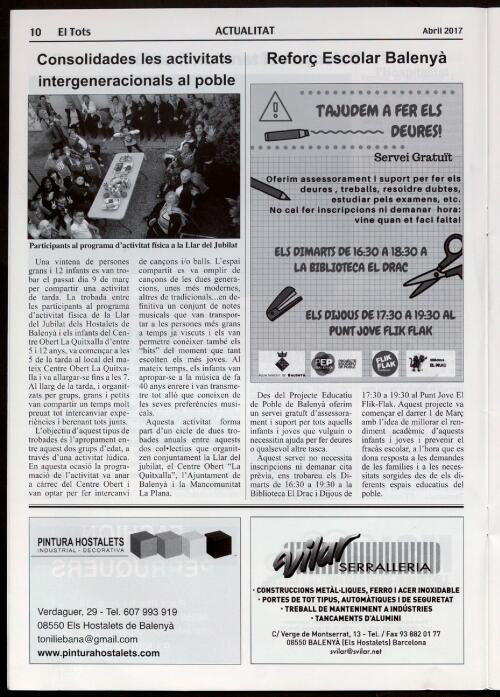 10 El Tots
ACTUALITAT
Abril 2017
Consolidades les activitats
intergeneracionals al poble
Participants al programa d'activitat física a la Llar del Jubilat
Una vintena de persones
grans i 12 infants es van tro-
bar el passat dia 9 de març
per compartir una activitat
de tarda. La trobada entre
les participants al programa
d'activitat física de la Llar
del Jubilat dels Hostalets de
Balenyà i els infants del Cen-
tre Obert La Quitxalla d'entre
5 i 12 anys, va començar a les
5 de la tarda al local del ma-
teix Centre Obert La Quitxa-
lla i va allargar-se fins a les 7.
Al llarg de la tarda, i organit-
zats per grups, grans i petits
van compartir un temps molt
preuat tot intercanviar expe-
riències i berenant tots junts.
L'objectiu d'aquest tipus de
trobades és l'apropament en-
tre aquest dos grups d'edat, a
través d'una activitat lúdica.
En aquesta ocasió la progra-
mació de l'activitat va anar
a càrrec del Centre Obert i
van optar per fer intercanvi
de cançons i/o balls. L'espai
compartit es va omplir de
cançons de les dues genera-
cions, unes més modernes,
altres de tradicionals...en de-
finitiva un conjunt de notes
musicals que van transpor-
tar a les persones més grans
a temps ja viscuts i els van
permetre conèixer també els
"hits" del moment que tant
escolten els més joves. Al
mateix temps, els infants van
apropar-se a la música de fa
40 anys enrere i van transme-
tre tot allò que coneixen de
les seves preferències musi-
cals.
Aquesta activitat forma
part d'un cicle de dues tro-
bades anuals entre aquests
dos col•lectius que organit-
zen conjuntament la Llar del
jubilat, el Centre Obert "La
Quitxalla", l'Ajuntament de
Balenyà i la Mancomunitat
La Plana.
Reforç Escolar Balenyà
TAJUDEM A FER ELS
DEURES!
Servei Gratuït
Oferim assessorament i suport per fer els
deures, treballs, resoldre dubtes,
estudiar pels examens, etc.
No cal fer inscripcions ni demanar hora:
vine quan et faci falta!
ELS DIMARTS DE 16:30 A 18:30 A
LA BIBLIOTECA EL DRAC
ELS DIJOUS DE 17:30 A 19:30 AL
PUNT JOVE FLIK FLAK
AJUNTAMENT DE BALENYÀ
PEP
FLIK
FLAK
Biblioteca
EL DRAC
Des del Projecte Educatiu
de Poble de Balenyà oferim
un servei gratuït d'assessora-
ment i suport per tots aquells
infants i joves que vulguin o
necessitin ajuda per fer deures
o qualsevol altre tasca.
Aquest servei no necessita
inscripcions ni demanar cita
prèvia, ens trobareu els Di-
marts de 16:30 a 19:30 a la
Biblioteca El Drac i Dijous de
17:30 a 19:30 al Punt Jove El
Flik-Flak. Aquest projecte va
començar el darrer 1 de Març
amb l'idea de millorar el ren-
diment acadèmic d'aquests
infants i joves i prevenir el
fracàs escolar, a l'hora que es
dona resposta a les demandes
de les famílies i a les neces-
sitats sorgides des de els di-
ferents espais educatius del
poble.
PINTURA HOSTALETS
INDUSTRIAL - DECORATIVA
Verdaguer, 29 - Tel. 607 993 919
08550 Els Hostalets de Balenyà
toniliebana@gmail.com
www.pinturahostalets.com
Svilar
SERRALLERIA
· CONSTRUCCIONS METÀL·LIQUES, FERRO I ACER INOXIDABLE
· PORTES DE TOT TIPUS, AUTOMÀTIQUES I DE SEGURETAT
· TREBALL DE MANTENIMENT A INDÚSTRIES
· TANCAMENTS D'ALUMINI
C/ Verge de Montserrat, 13 - Tel. / Fax 93 882 01 77
08550 BALENYÀ (Els Hostalets) Barcelona
svilar@svilar.net